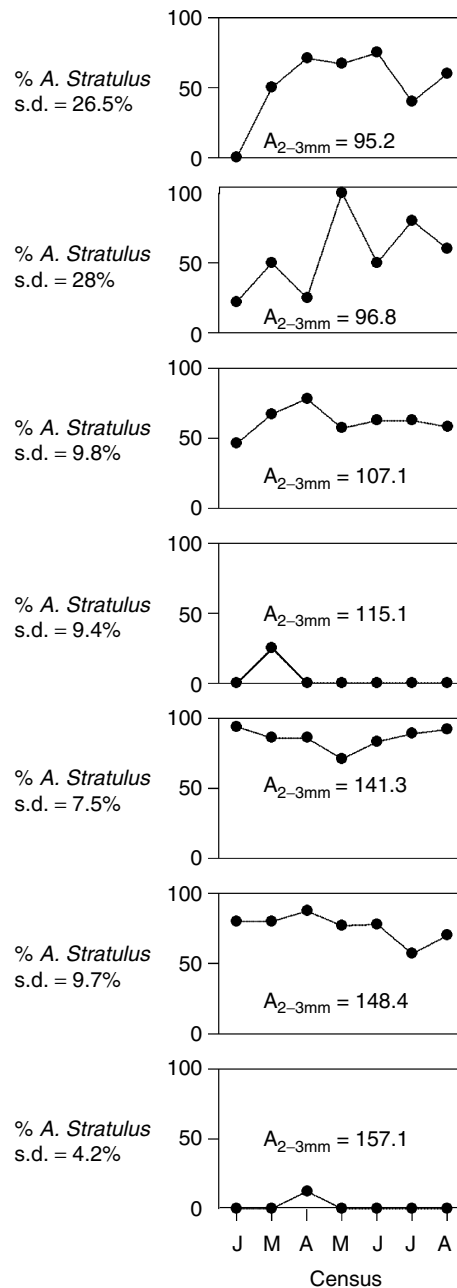 100
% A. Stratulus
s.d. = 26.5%
50
A2–3mm = 95.2
0
100
% A. Stratulus
s.d. = 28%
50
A2–3mm = 96.8
0
100
% A. Stratulus
s.d. = 9.8%
50
A2–3mm = 107.1
0
100
% A. Stratulus
s.d. = 9.4%
50
A2–3mm = 115.1
0
100
% A. Stratulus
s.d. = 7.5%
50
A2–3mm = 141.3
0
100
% A. Stratulus
s.d. = 9.7%
50
A2–3mm = 148.4
0
100
% A. Stratulus
s.d. = 4.2%
50
A2–3mm = 157.1
0
J M A M J J A
Census